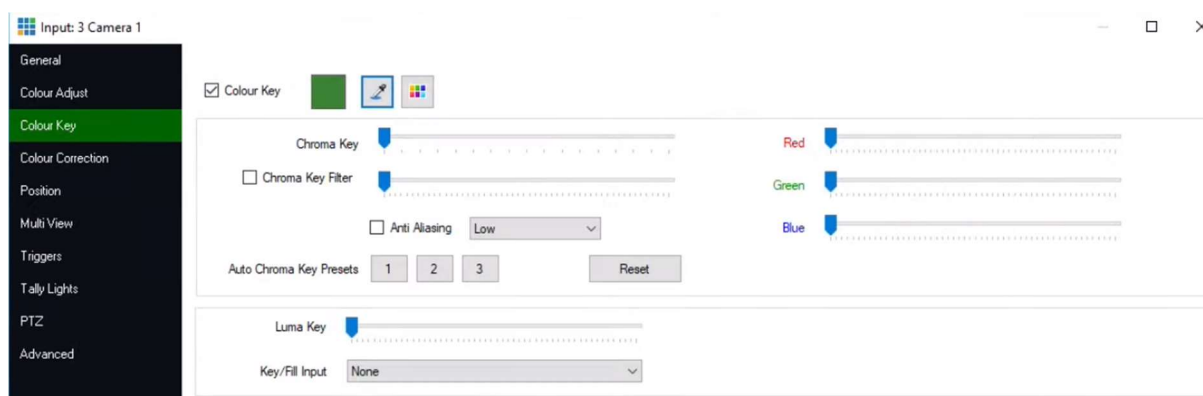 Input: 3 Camera 1
General
Colour Adjust
Colour Key
Colour Correction
Position
Multi View
Triggers
Tally Lights
PTZ
Advanced
Colour Key
Chroma Key
Chroma Key Filter
Anti Aliasing Low
Auto Chroma Key Presets 1 2 3 Reset
Red
Green
Blue
Luma Key
Key/Fill Input None